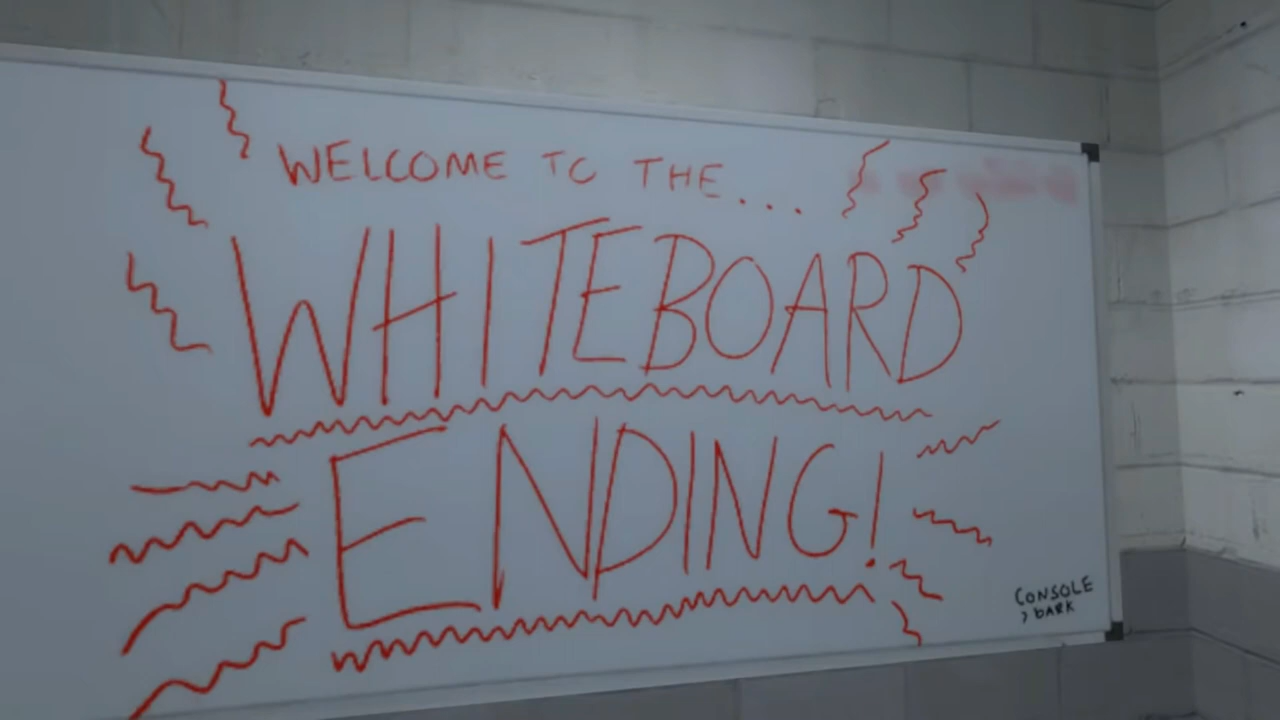 WELCOME TO THE...
WHITEBOARD
ENDING!
CONSOLE
> bARK